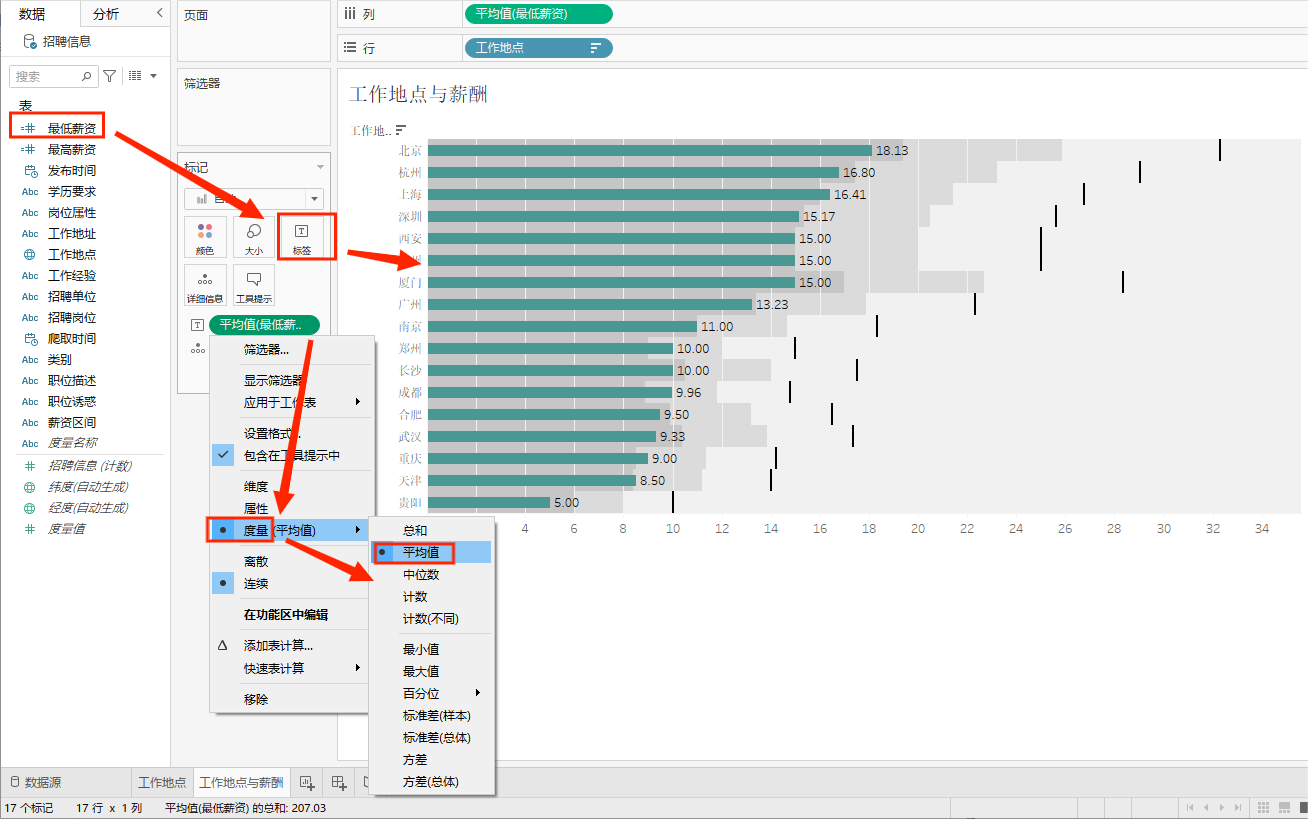 数据
分析
招聘信息
搜索
表
最低薪资
最高薪资
发布时间
Abc 学历要求
Abc 岗位属性
Abc 工作地址
工作地点
Abc 工作经验
Abc 招聘单位
Abc 招聘岗位
爬取时间
Abc 类别
Abc 职位描述
Abc 职位诱惑
Abc 薪资区间
Abc 度量名称
招聘信息 (计数)
纬度(自动生成)
经度(自动生成)
度量值
页面
筛选器
标记
颜色
大小
标签
详细信息
工具提示
平均值(最低薪..
筛选器...
显示筛选器
应用于工作表
设置格式...
包含在工具提示中
维度
属性
度量 (平均值)
离散
连续
在功能区中编辑
添加表计算...
快速表计算
移除
总和
平均值
中位数
计数
计数(不同)
最小值
最大值
百分位
标准差(样本)
标准差(总体)
方差
方差(总体)
列
平均值(最低薪资)
行
工作地点
工作地点与薪酬
工作地..
北京 18.13
杭州 16.80
上海 16.41
深圳 15.17
西安 15.00
15.00
厦门 15.00
广州 13.23
南京 11.00
郑州 10.00
长沙 10.00
成都 9.96
合肥 9.50
武汉 9.33
重庆 9.00
天津 8.50
贵阳 5.00
4 6 8 10 12 14 16 18 20 22 24 26 28 30 32 34
数据源
工作地点
工作地点与薪酬
17 个标记
17 行 x 1 列
平均值(最低薪资) 的总和: 207.03